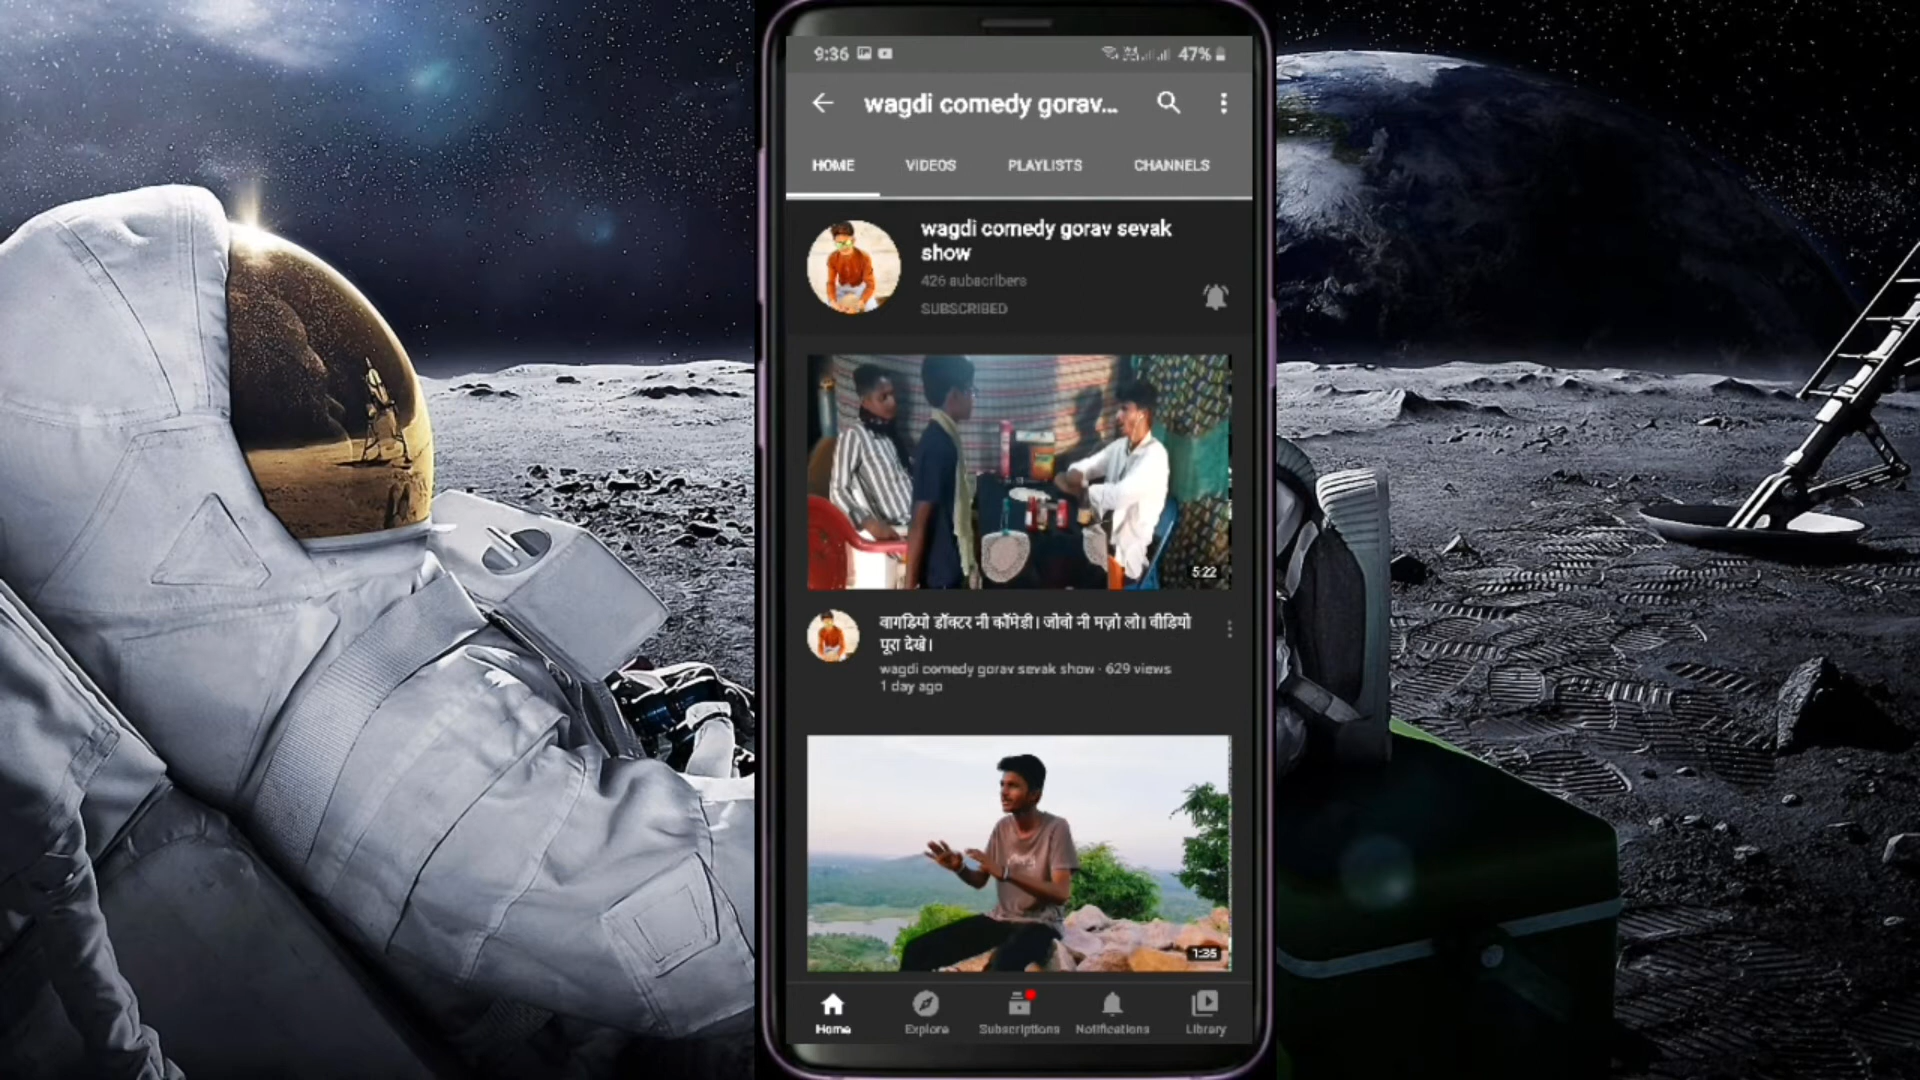 9:36
47%
wagdi comedy gorav...
HOME VIDEOS PLAYLISTS CHANNELS
wagdi comedy gorav sevak
show
426 subscribers
SUBSCRIBED
5:22
वागडियो डॉक्टर नी कॉमेडी। जोवो नी मज़ो लो। वीडियो
पूरा देखे।
wagdi comedy gorav sevak show · 629 views
1 day ago
1:35
Home Explore Subscriptions Notifications Library